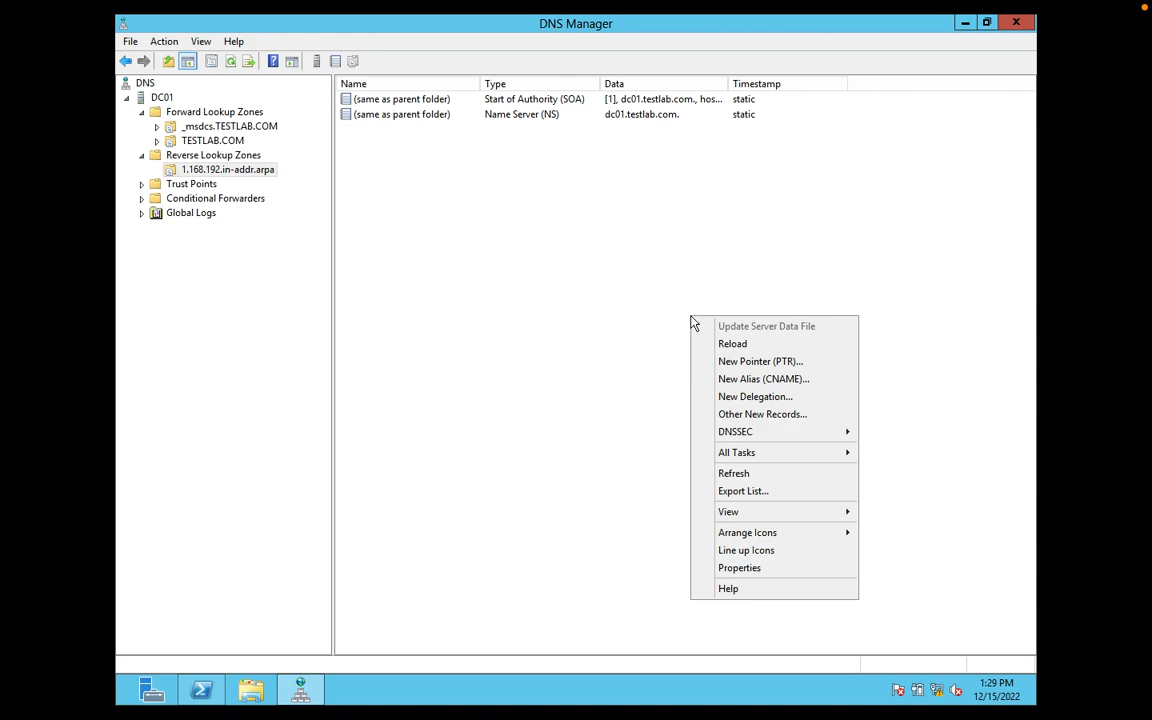 DNS Manager
File Action View Help
DNS
DC01
Forward Lookup Zones
_msdcs.TESTLAB.COM
TESTLAB.COM
Reverse Lookup Zones
1.168.192.in-addr.arpa
Trust Points
Conditional Forwarders
Global Logs
Name Type Data Timestamp
(same as parent folder) Start of Authority (SOA) [1], dc01.testlab.com., hos... static
(same as parent folder) Name Server (NS) dc01.testlab.com. static
Update Server Data File
Reload
New Pointer (PTR)...
New Alias (CNAME)...
New Delegation...
Other New Records...
DNSSEC
All Tasks
Refresh
Export List...
View
Arrange Icons
Line up Icons
Properties
Help
1:29 PM
12/15/2022